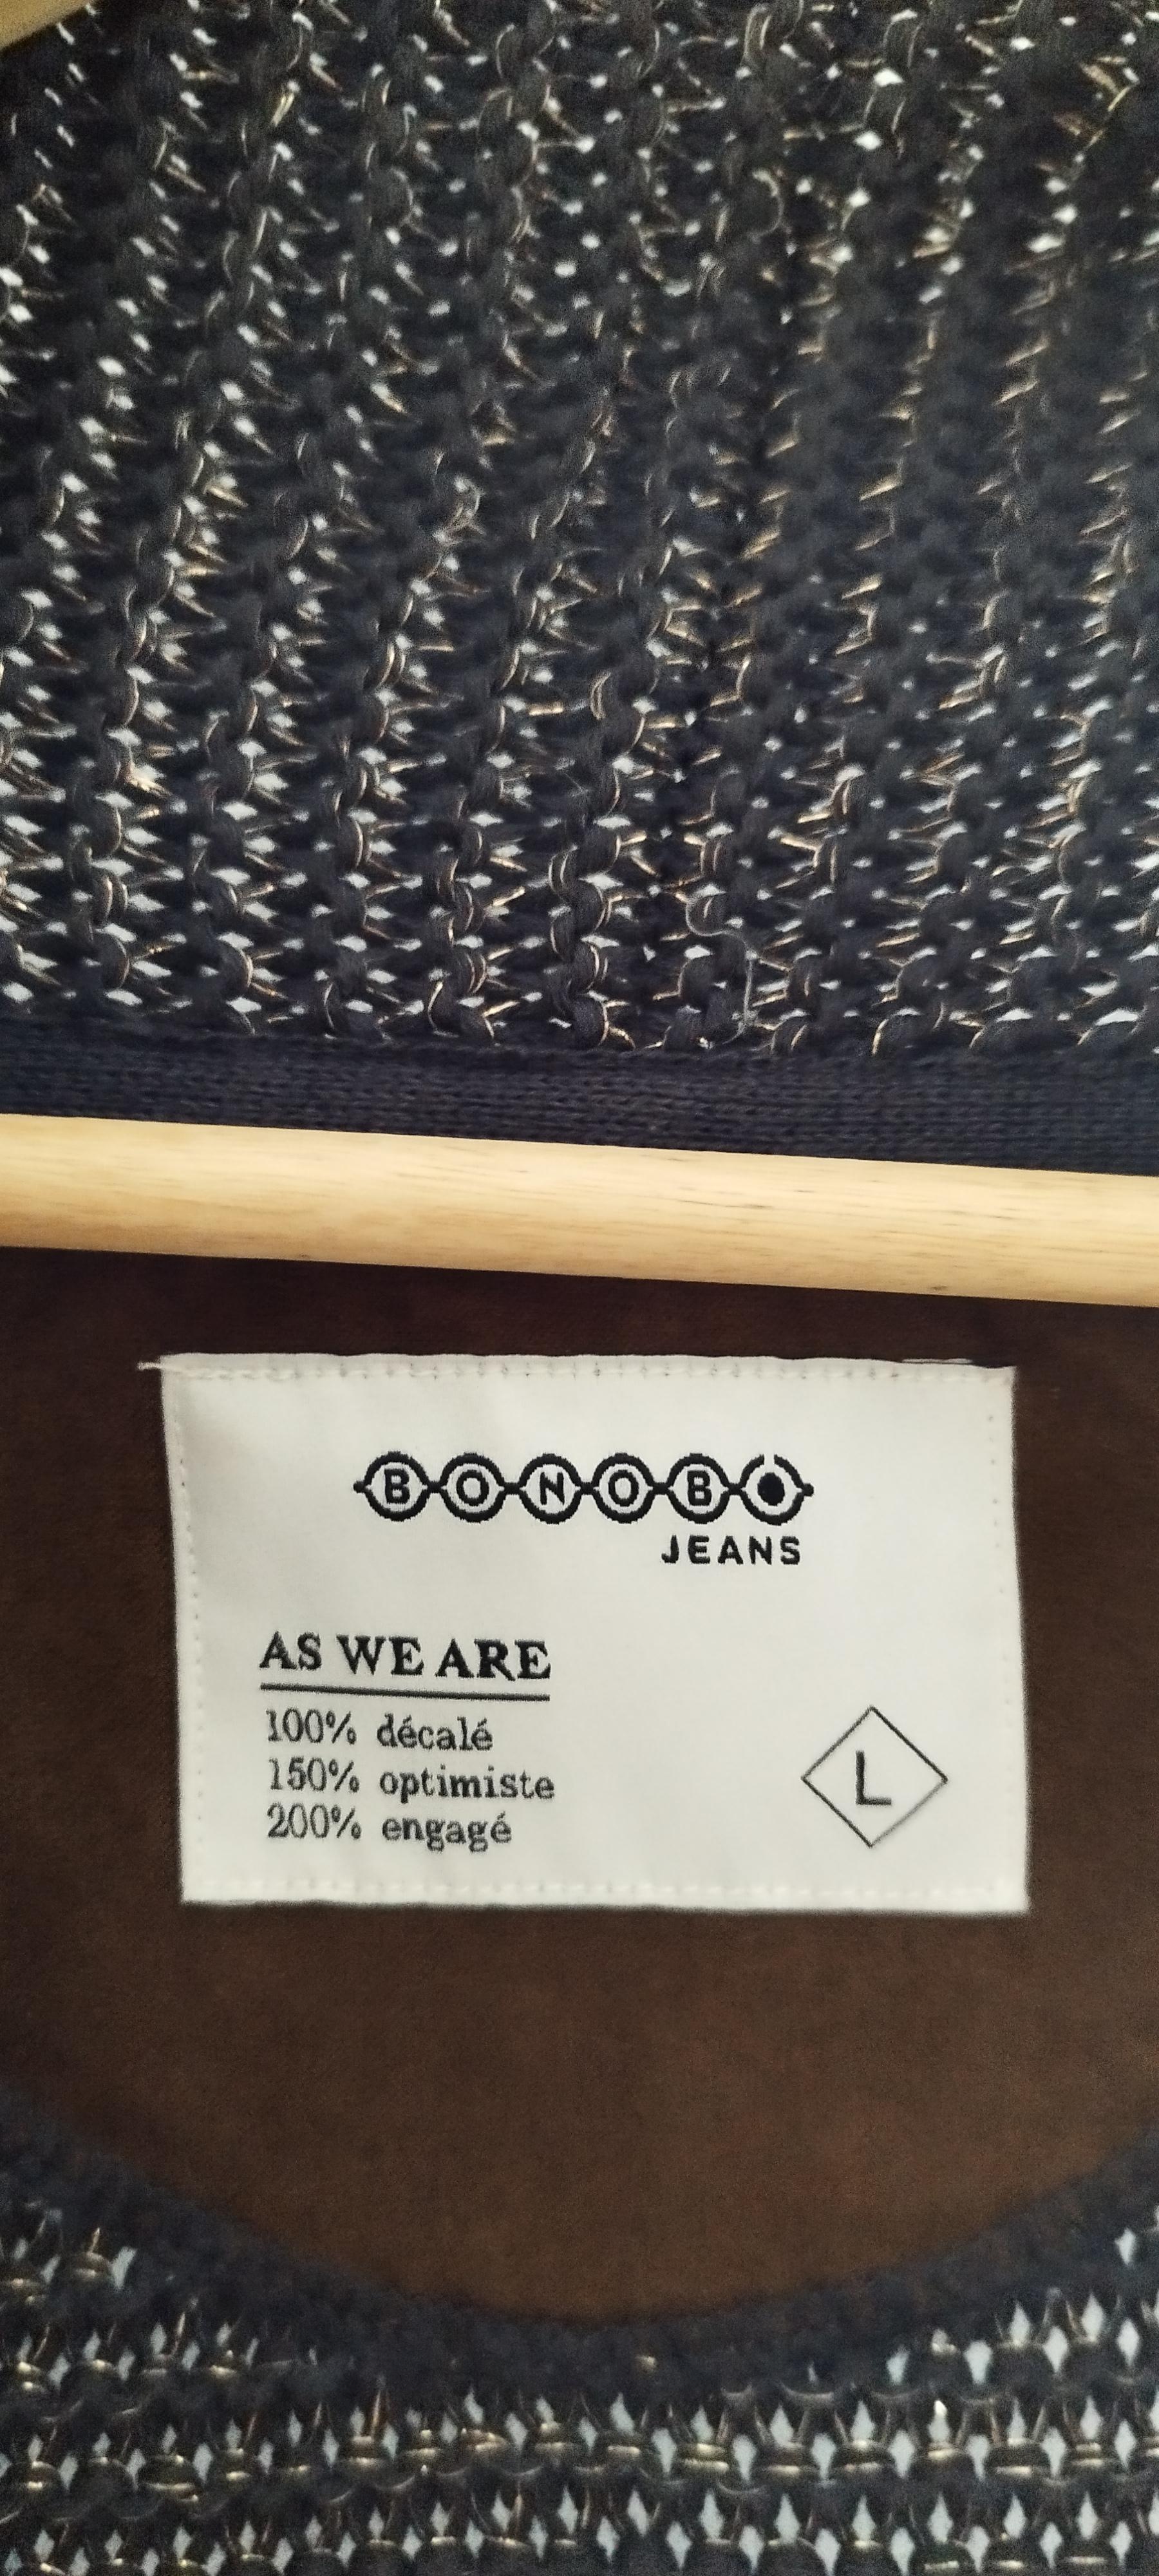 BONOBO
JEANS
AS WE ARE
100% décalé
150% optimiste
200% engagé
L